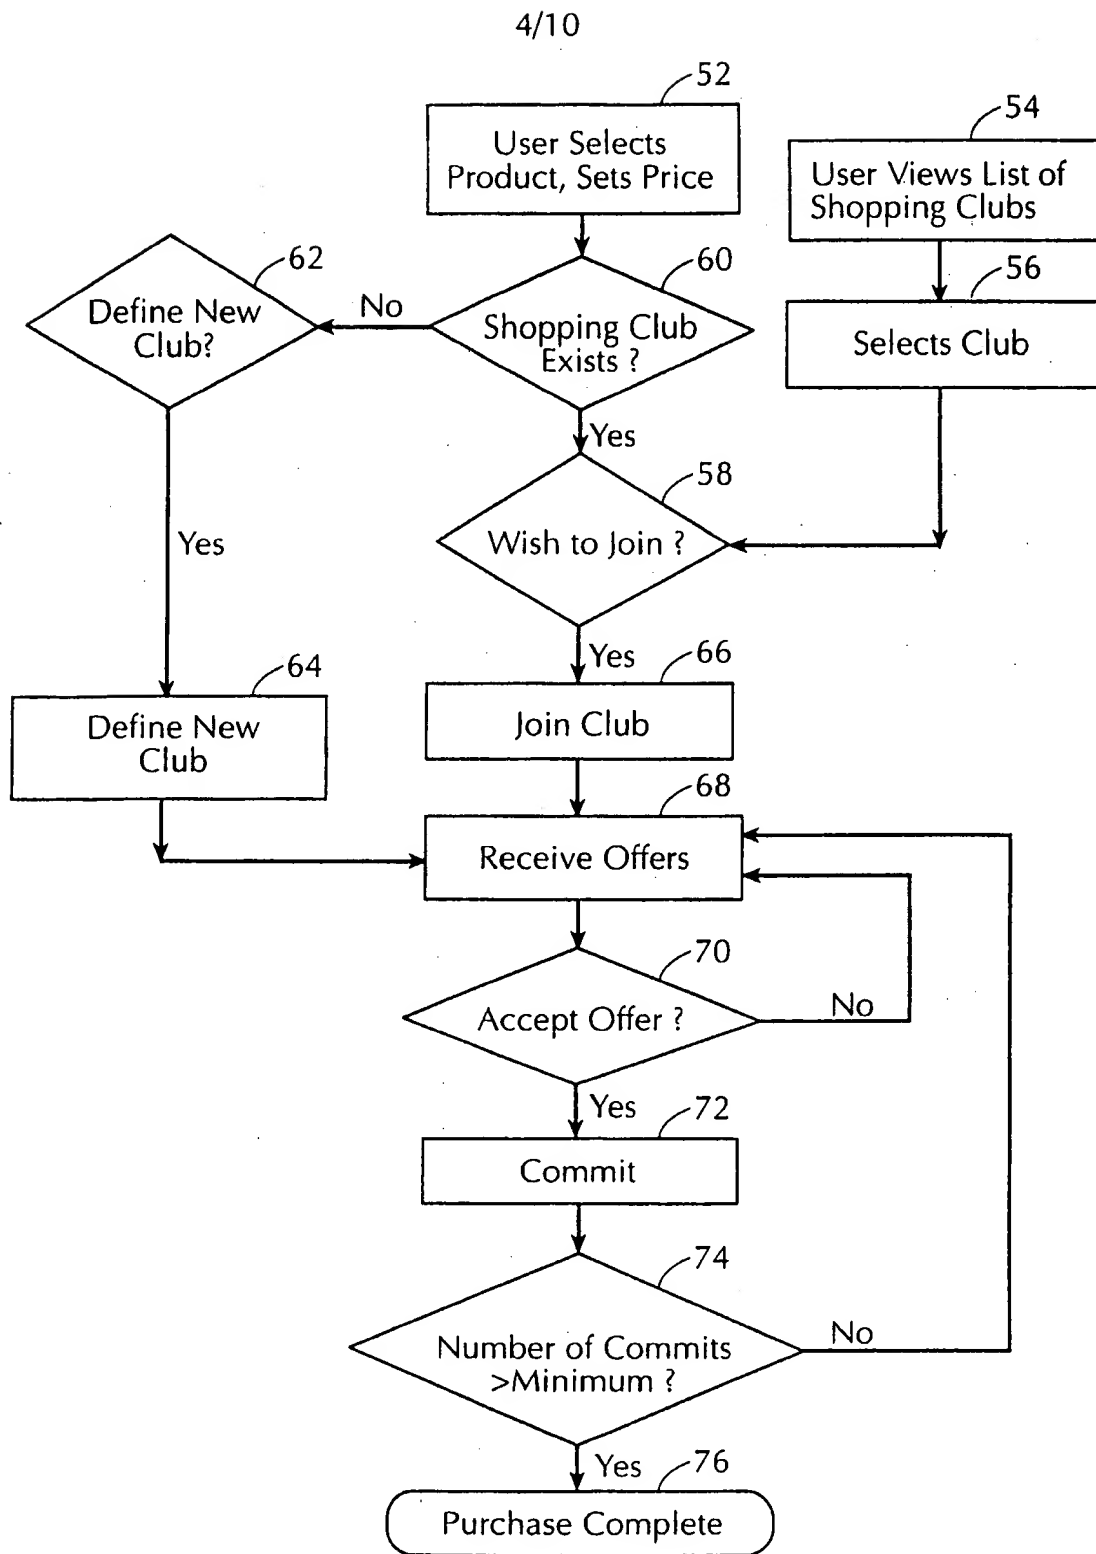 4/10
52
User Selects
Product, Sets Price
54
User Views List of
Shopping Clubs
62
Define New
Club?
No
60
Shopping Club
Exists ?
56
Selects Club
Yes
58
Wish to Join ?
Yes
Yes
64
Define New
Club
66
Join Club
68
Receive Offers
70
Accept Offer ?
No
Yes
72
Commit
74
Number of Commits
>Minimum ?
No
Yes
76
Purchase Complete